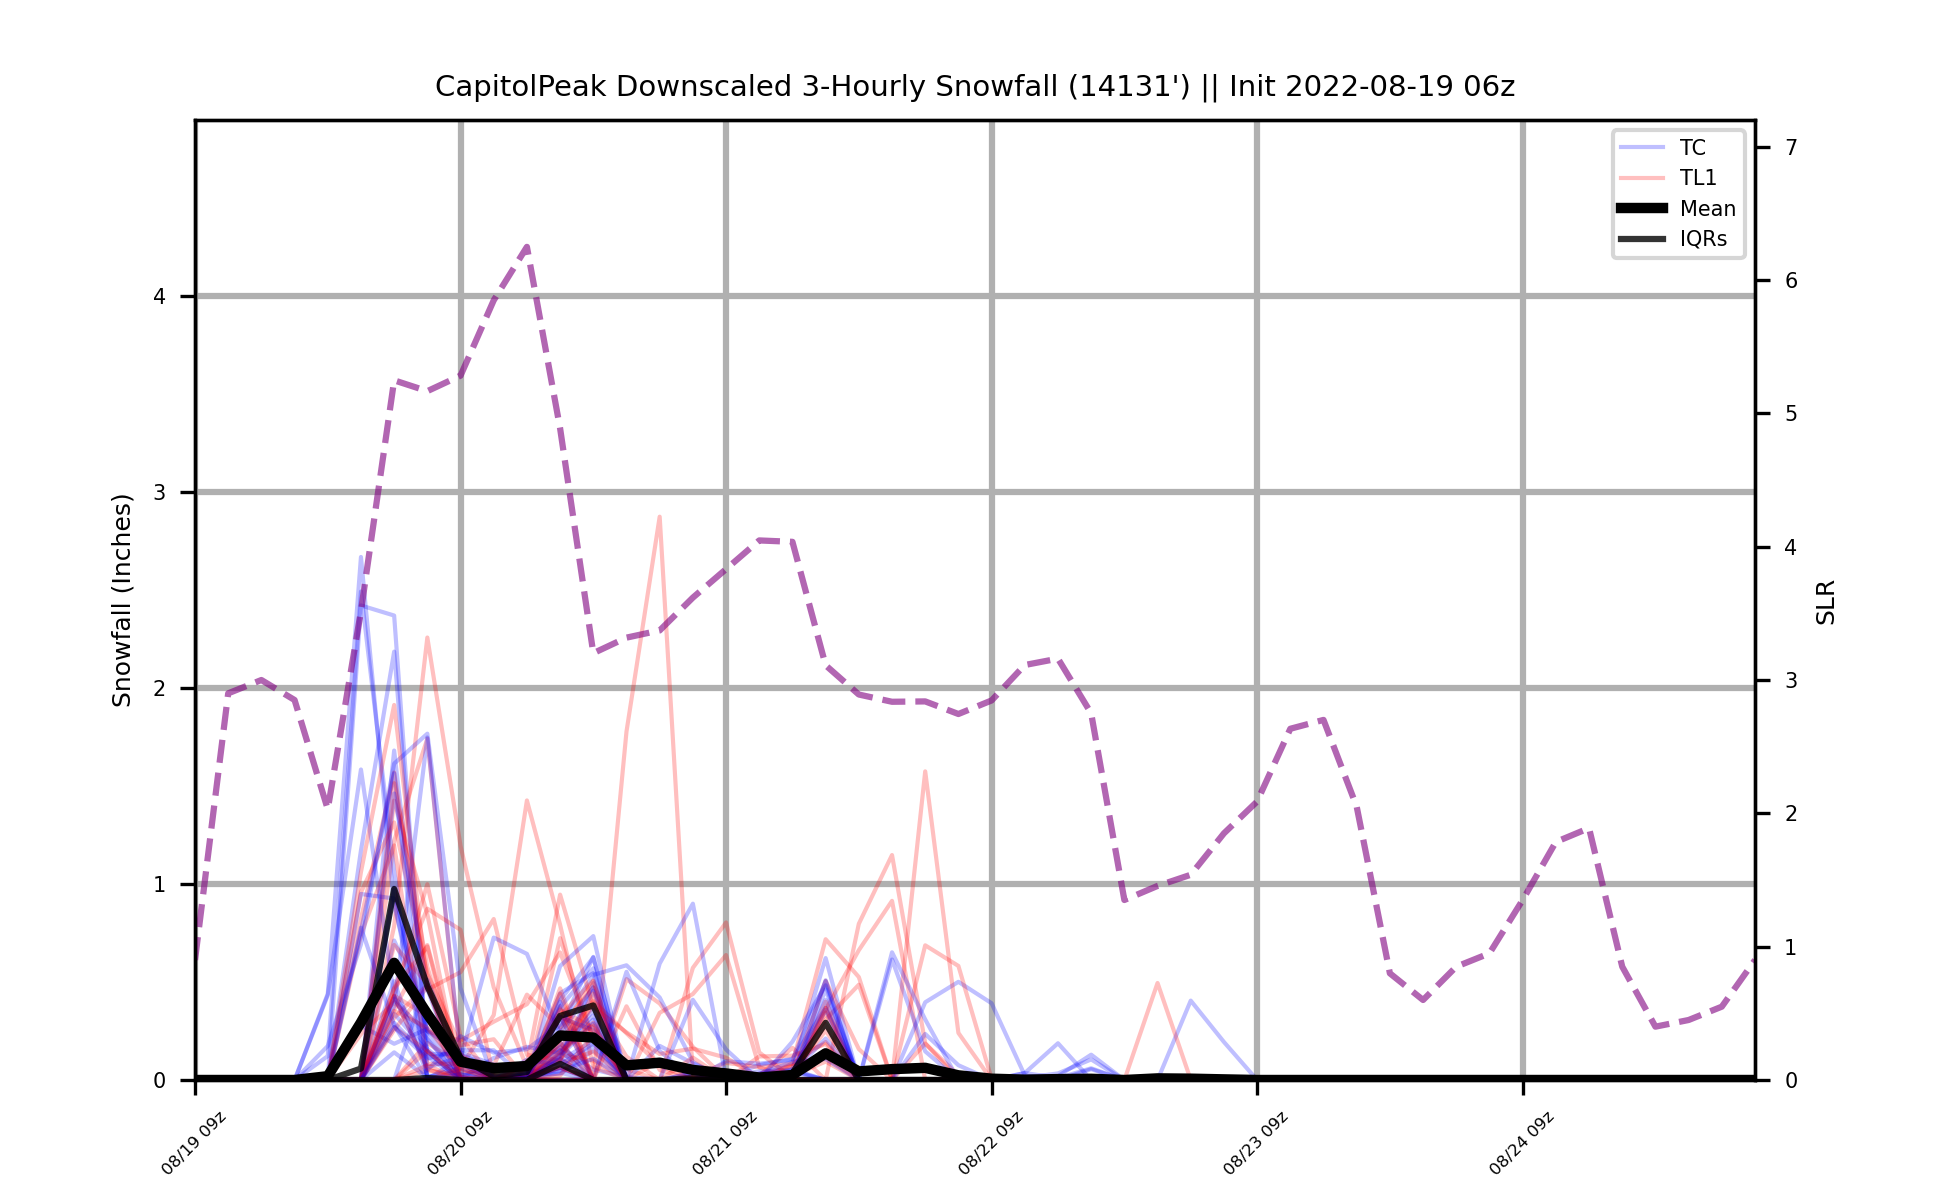 CapitolPeak Downscaled 3-Hourly Snowfall (14131') || Init 2022-08-19 06z
TC
TL1
Mean
IQRs
Snowfall (Inches)
4
3
2
1
0
7
6
5
4
3
2
1
0
SLR
08/19 09z
08/20 09z
08/21 09z
08/22 09z
08/23 09z
08/24 09z